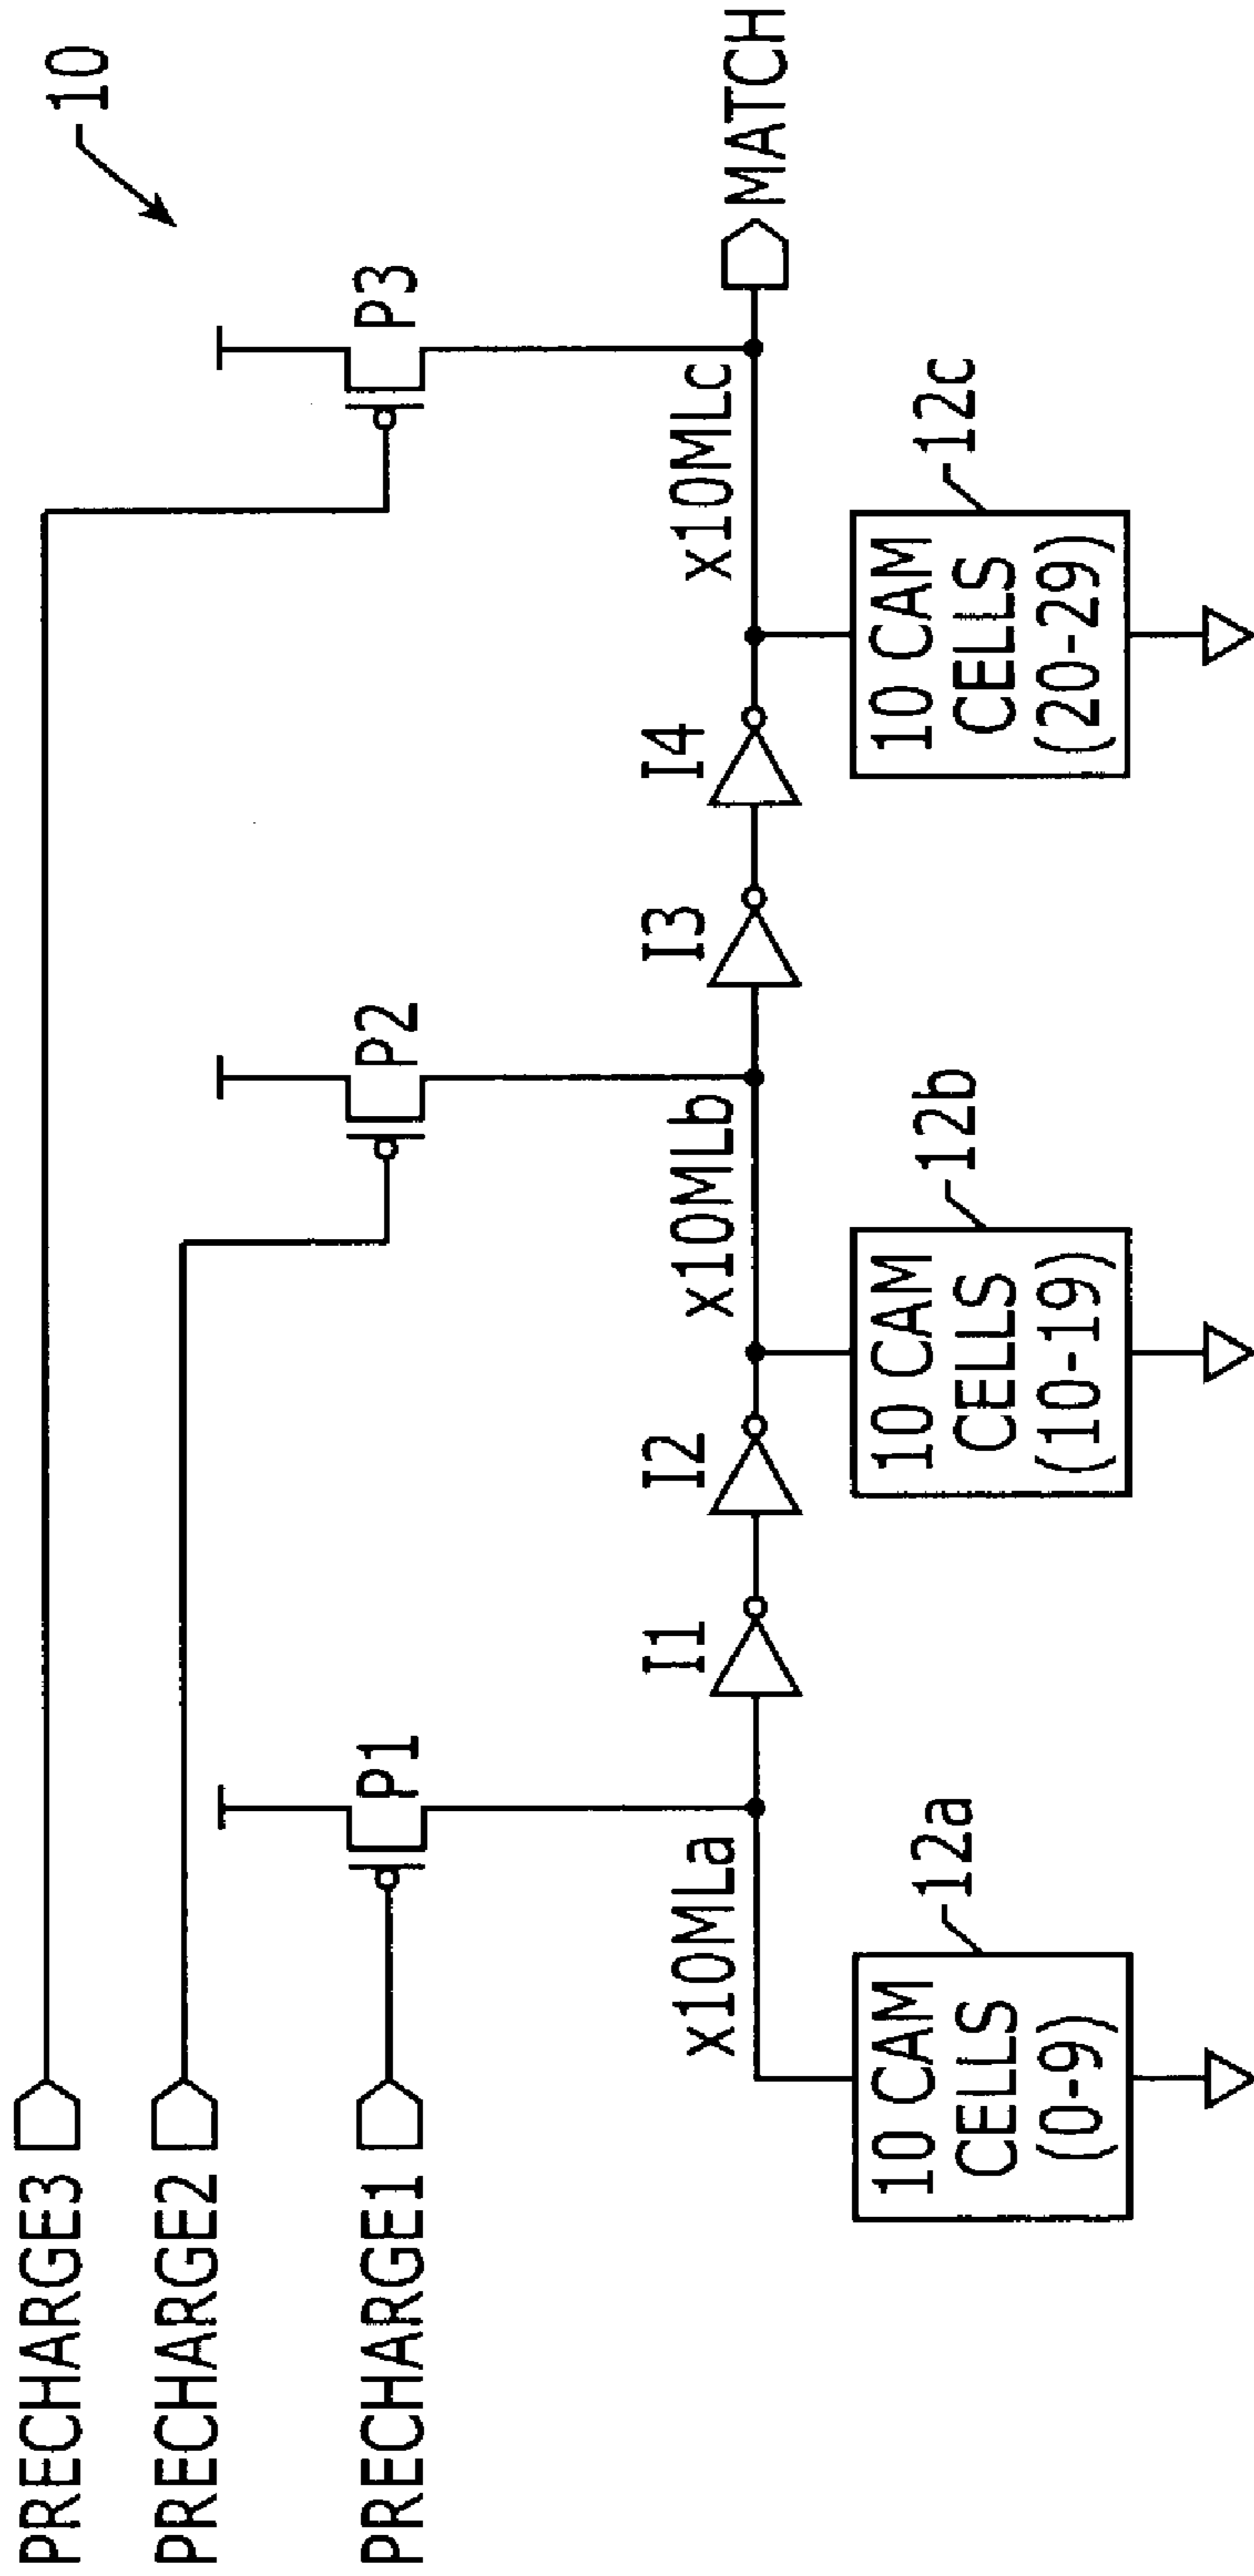 10
PRECHARGE3
PRECHARGE2
PRECHARGE1
P1
P2
P3
x10MLa
I1
I2
x10MLb
I3
I4
x10MLc
MATCH
10 CAM
CELLS
(0-9)
12a
10 CAM
CELLS
(10-19)
12b
10 CAM
CELLS
(20-29)
12c